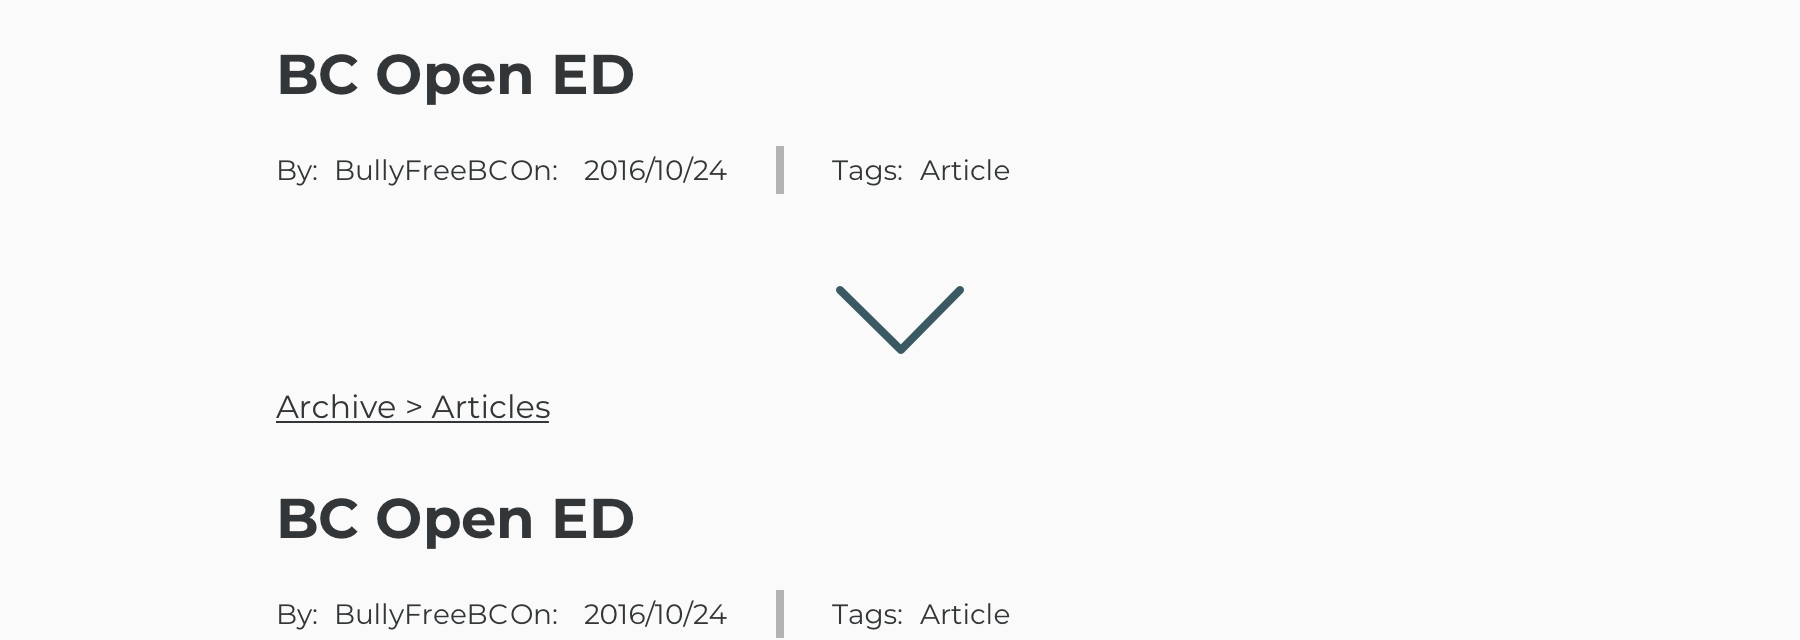 BC Open ED
By: BullyFreeBCOn: 2016/10/24 Tags: Article
Archive > Articles
BC Open ED
By: BullyFreeBCOn: 2016/10/24 Tags: Article